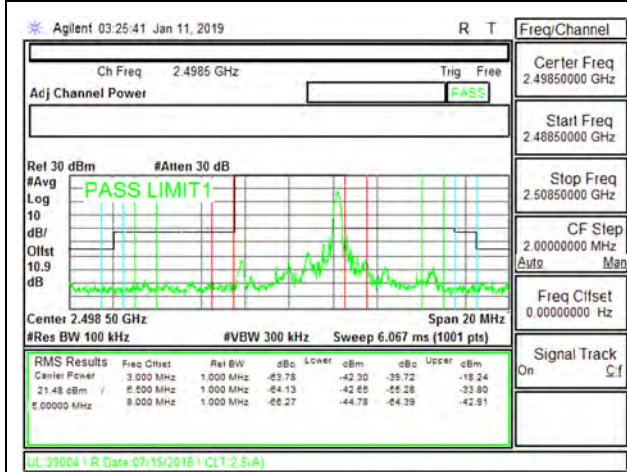 Agilent 03:25:41 Jan 11, 2019 R T
Ch Freq 2.4985 GHz Trig Free
Adj Channel Power PASS
Ref 30 dBm #Atten 30 dB
#Avg
Log
10
dB/
Offst
10.9
dB
PASS LIMIT1
Center 2.498 50 GHz Span 20 MHz
#Res BW 100 kHz #VBW 300 kHz Sweep 6.067 ms (1001 pts)
RMS Results Freq Offset Ref BW dBc Lower dBm dBc Upper dBm
Carrier Power 3.000 MHz 1.000 MHz -63.78 -42.30 -39.72 -18.24
21.48 dBm / 6.500 MHz 1.000 MHz -64.13 -42.65 -55.28 -33.80
5.00000 MHz 8.000 MHz 1.000 MHz -66.27 -44.78 -64.39 -42.91
Freq/Channel
Center Freq
2.49850000 GHz
Start Freq
2.48850000 GHz
Stop Freq
2.50850000 GHz
CF Step
2.00000000 MHz
Auto Man
Freq Offset
0.00000000 Hz
Signal Track
On Off